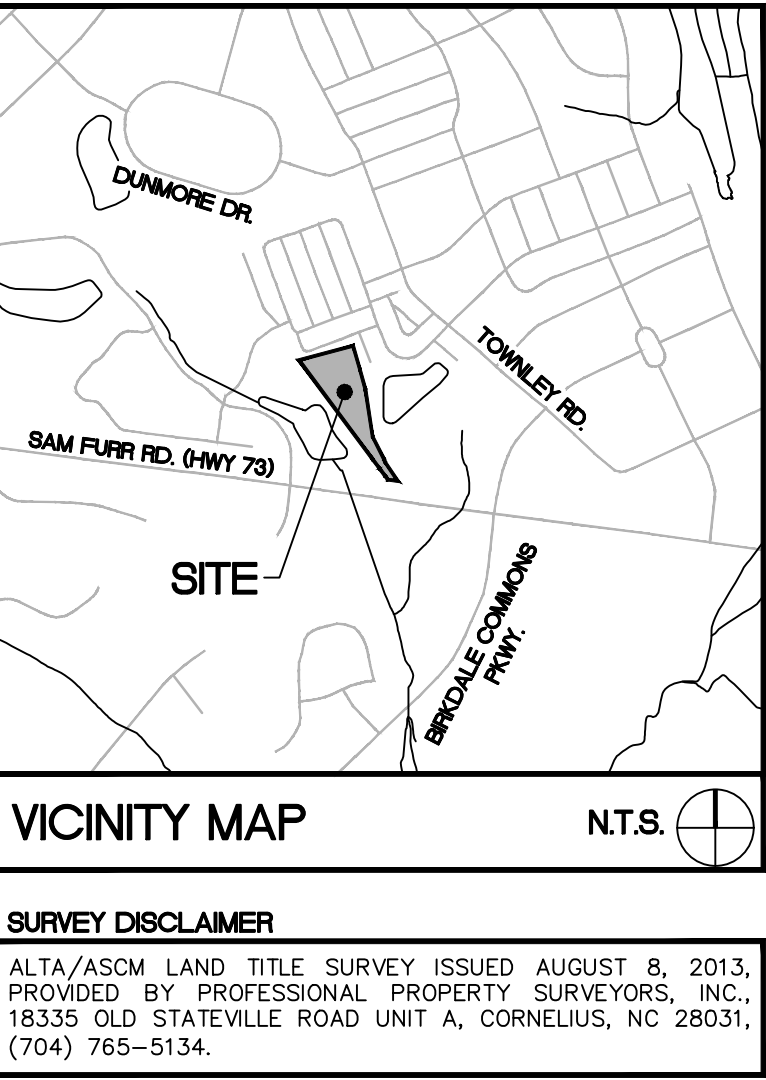 DUNMORE DR.
TOWNLEY RD.
SAM FURR RD. (HWY 73)
SITE
BIRKDALE COMMONS
PKWY.
VICINITY MAP
N.T.S.
SURVEY DISCLAIMER
ALTA/ASCM LAND TITLE SURVEY ISSUED AUGUST 8, 2013,
PROVIDED BY PROFESSIONAL PROPERTY SURVEYORS, INC.,
18335 OLD STATEVILLE ROAD UNIT A, CORNELIUS, NC 28031,
(704) 765-5134.